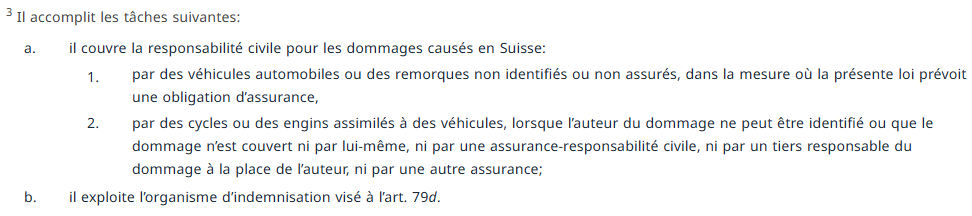 3 Il accomplit les tâches suivantes:
a. il couvre la responsabilité civile pour les dommages causés en Suisse:
1. par des véhicules automobiles ou des remorques non identifiés ou non assurés, dans la mesure où la présente loi prévoit
une obligation d’assurance,
2. par des cycles ou des engins assimilés à des véhicules, lorsque l’auteur du dommage ne peut être identifié ou que le
dommage n’est couvert ni par lui-même, ni par une assurance-responsabilité civile, ni par un tiers responsable du
dommage à la place de l’auteur, ni par une autre assurance;
b. il exploite l’organisme d’indemnisation visé à l’art. 79d.